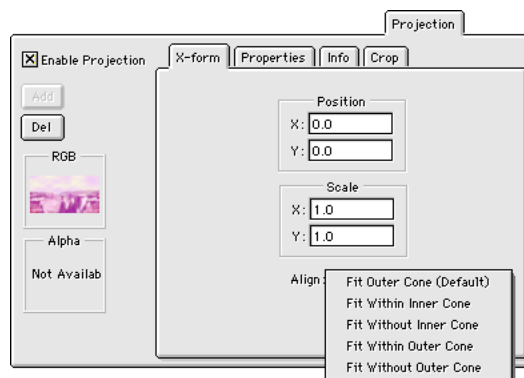 Projection
Enable Projection
X-form
Properties
Info
Crop
Add
Del
RGB
Alpha
Not Availab
Position
X: 0.0
Y: 0.0
Scale
X: 1.0
Y: 1.0
Align:
Fit Outer Cone (Default)
Fit Within Inner Cone
Fit Without Inner Cone
Fit Within Outer Cone
Fit Without Outer Cone